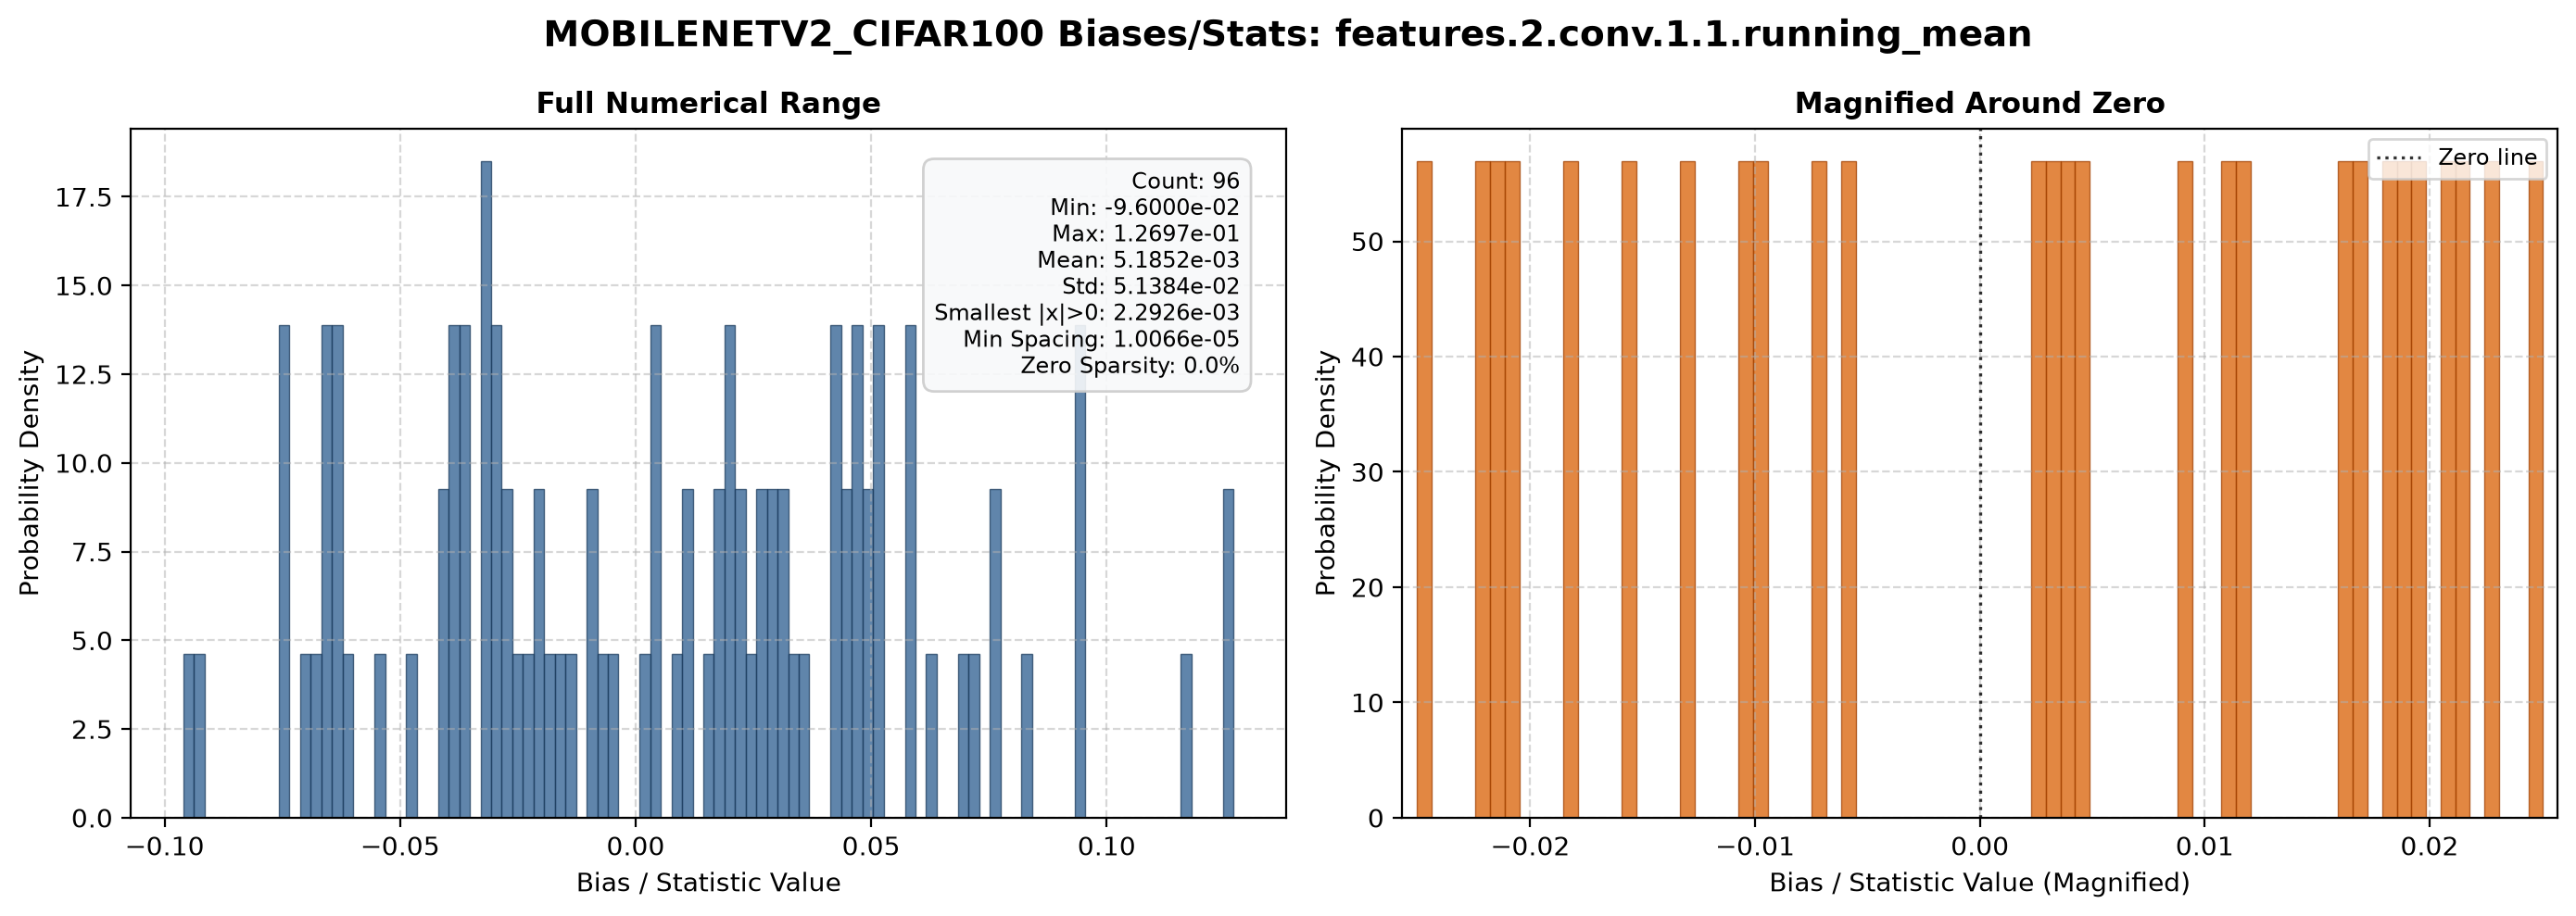 MOBILENETV2_CIFAR100 Biases/Stats: features.2.conv.1.1.running_mean
Full Numerical Range
Probability Density
17.5
15.0
12.5
10.0
7.5
5.0
2.5
0.0
Count: 96
Min: -9.6000e-02
Max: 1.2697e-01
Mean: 5.1852e-03
Std: 5.1384e-02
Smallest |x|>0: 2.2926e-03
Min Spacing: 1.0066e-05
Zero Sparsity: 0.0%
−0.10 −0.05 0.00 0.05 0.10
Bias / Statistic Value
Magnified Around Zero
Probability Density
50
40
30
20
10
0
Zero line
−0.02 −0.01 0.00 0.01 0.02
Bias / Statistic Value (Magnified)